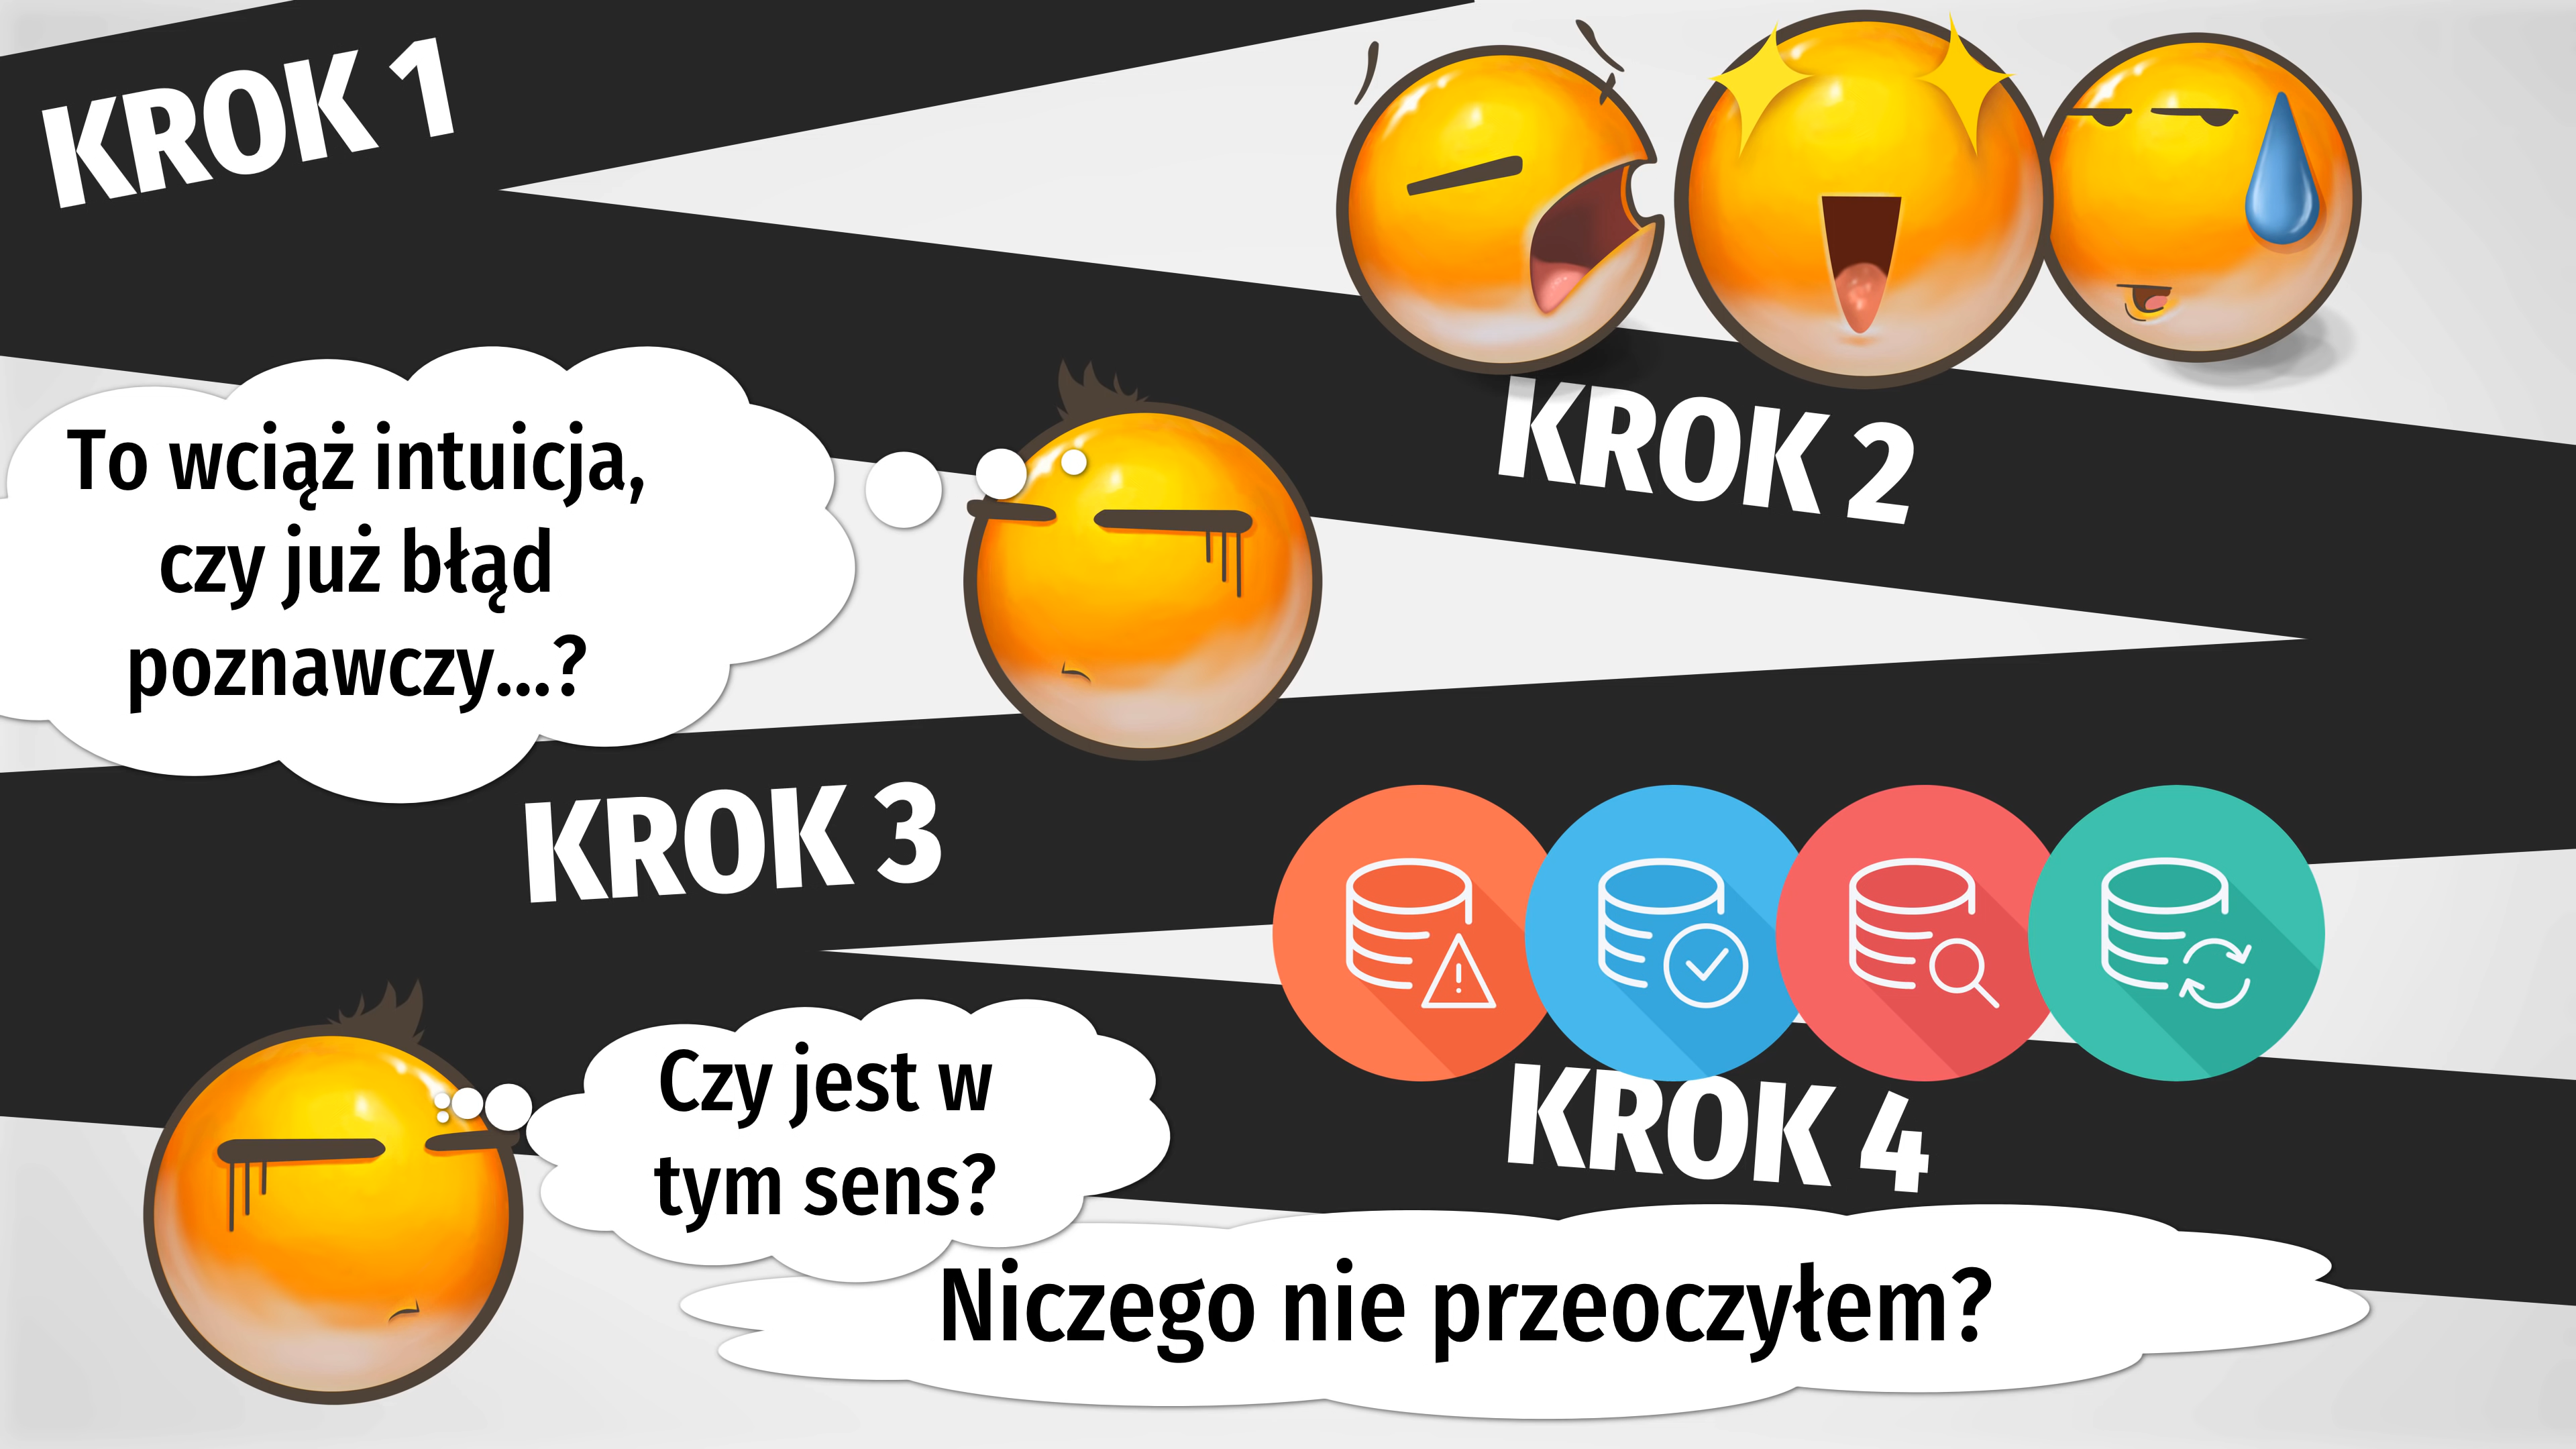 KROK 1
KROK 2
To wciąż intuicja,
czy już błąd
poznawczy...?
KROK 3
KROK 4
Czy jest w
tym sens?
Niczego nie przeoczyłem?